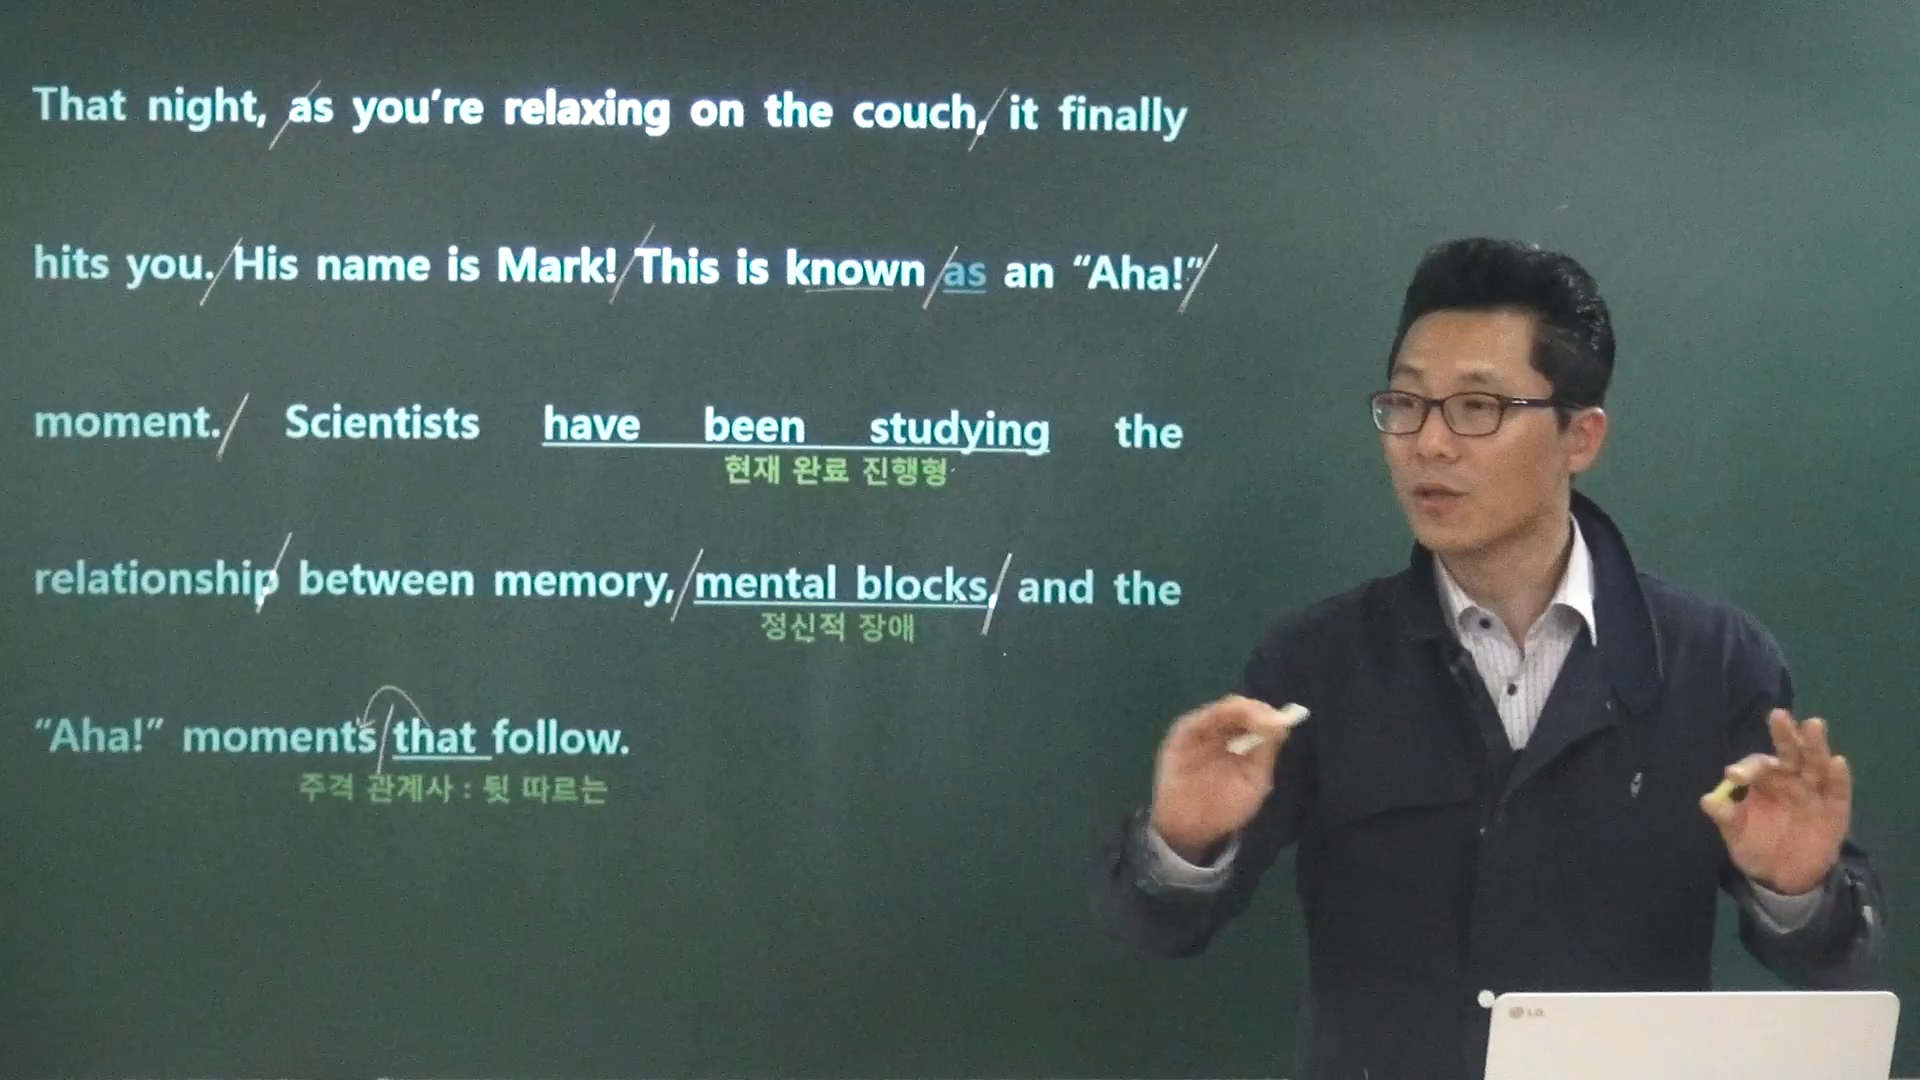 That night, as you’re relaxing on the couch, it finally
hits you. His name is Mark! This is known as an “Aha!”
moment. Scientists have been studying the
현재 완료 진행형
relationship between memory, mental blocks, and the
정신적 장애
“Aha!” moments that follow.
주격 관계사 : 뒷 따르는
LG